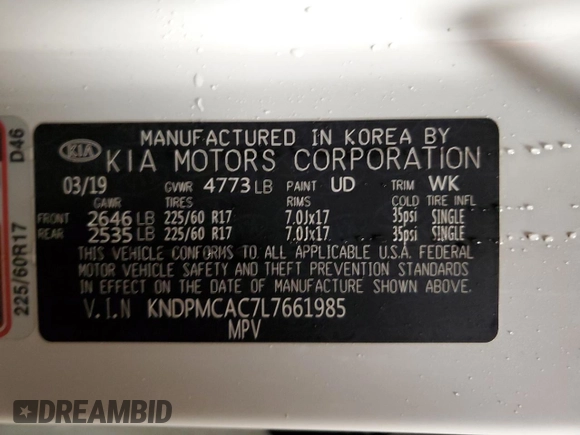 MANUFACTURED IN KOREA BY
KIA KIA MOTORS CORPORATION
03/19 GVWR 4773 LB PAINT UD TRIM WK
GAWR TIRES RIMS COLD TIRE INFL
FRONT 2646 LB 225/60 R17 7.0Jx17 35psi SINGLE
REAR 2535 LB 225/60 R17 7.0Jx17 35psi SINGLE
THIS VEHICLE CONFORMS TO ALL APPLICABLE U.S.A. FEDERAL
MOTOR VEHICLE SAFETY AND THEFT PREVENTION STANDARDS
IN EFFECT ON THE DATE OF MANUFACTURE SHOWN ABOVE.
V.I.N KNDPMCAC7L7661985
MPV
225/60R17 D46
DREAMBID